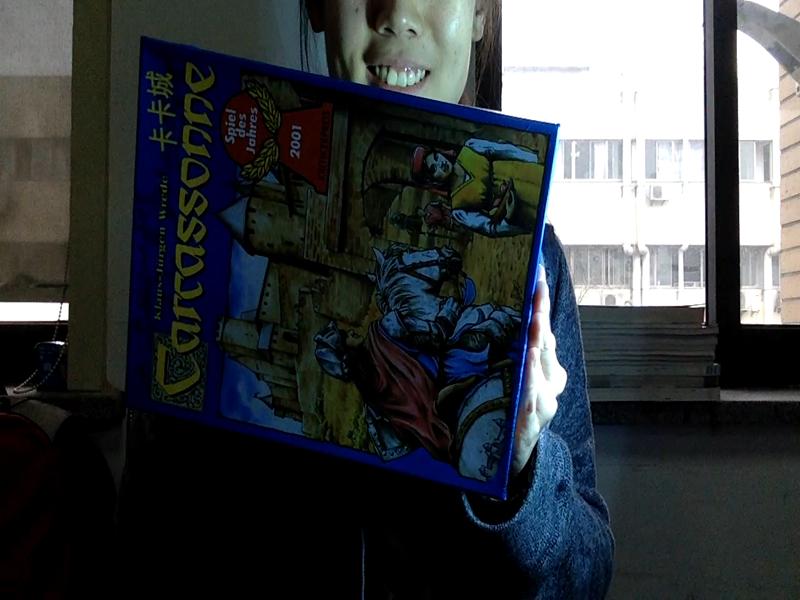 卡卡城
Klaus-Jürgen Wrede
Carcassonne
Spiel
des
Jahres
2001